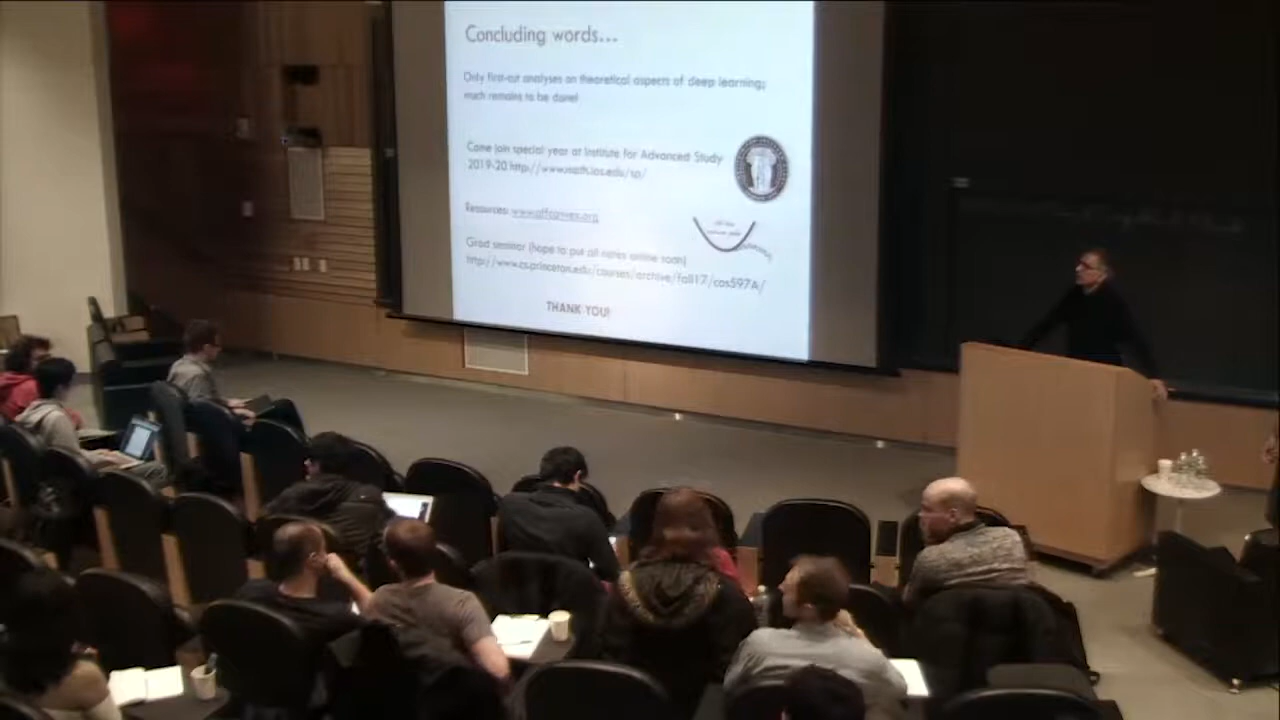 Concluding words...
Only first-cut analyses on theoretical aspects of deep learning;
much remains to be done!
Come join special year at Institute for Advanced Study
2019-20 http://www.math.ias.edu/sp/
Resources: www.offconvex.org
Grad seminar (hope to put all notes online soon)
http://www.cs.princeton.edu/courses/archive/fall17/cos597A/
THANK YOU!